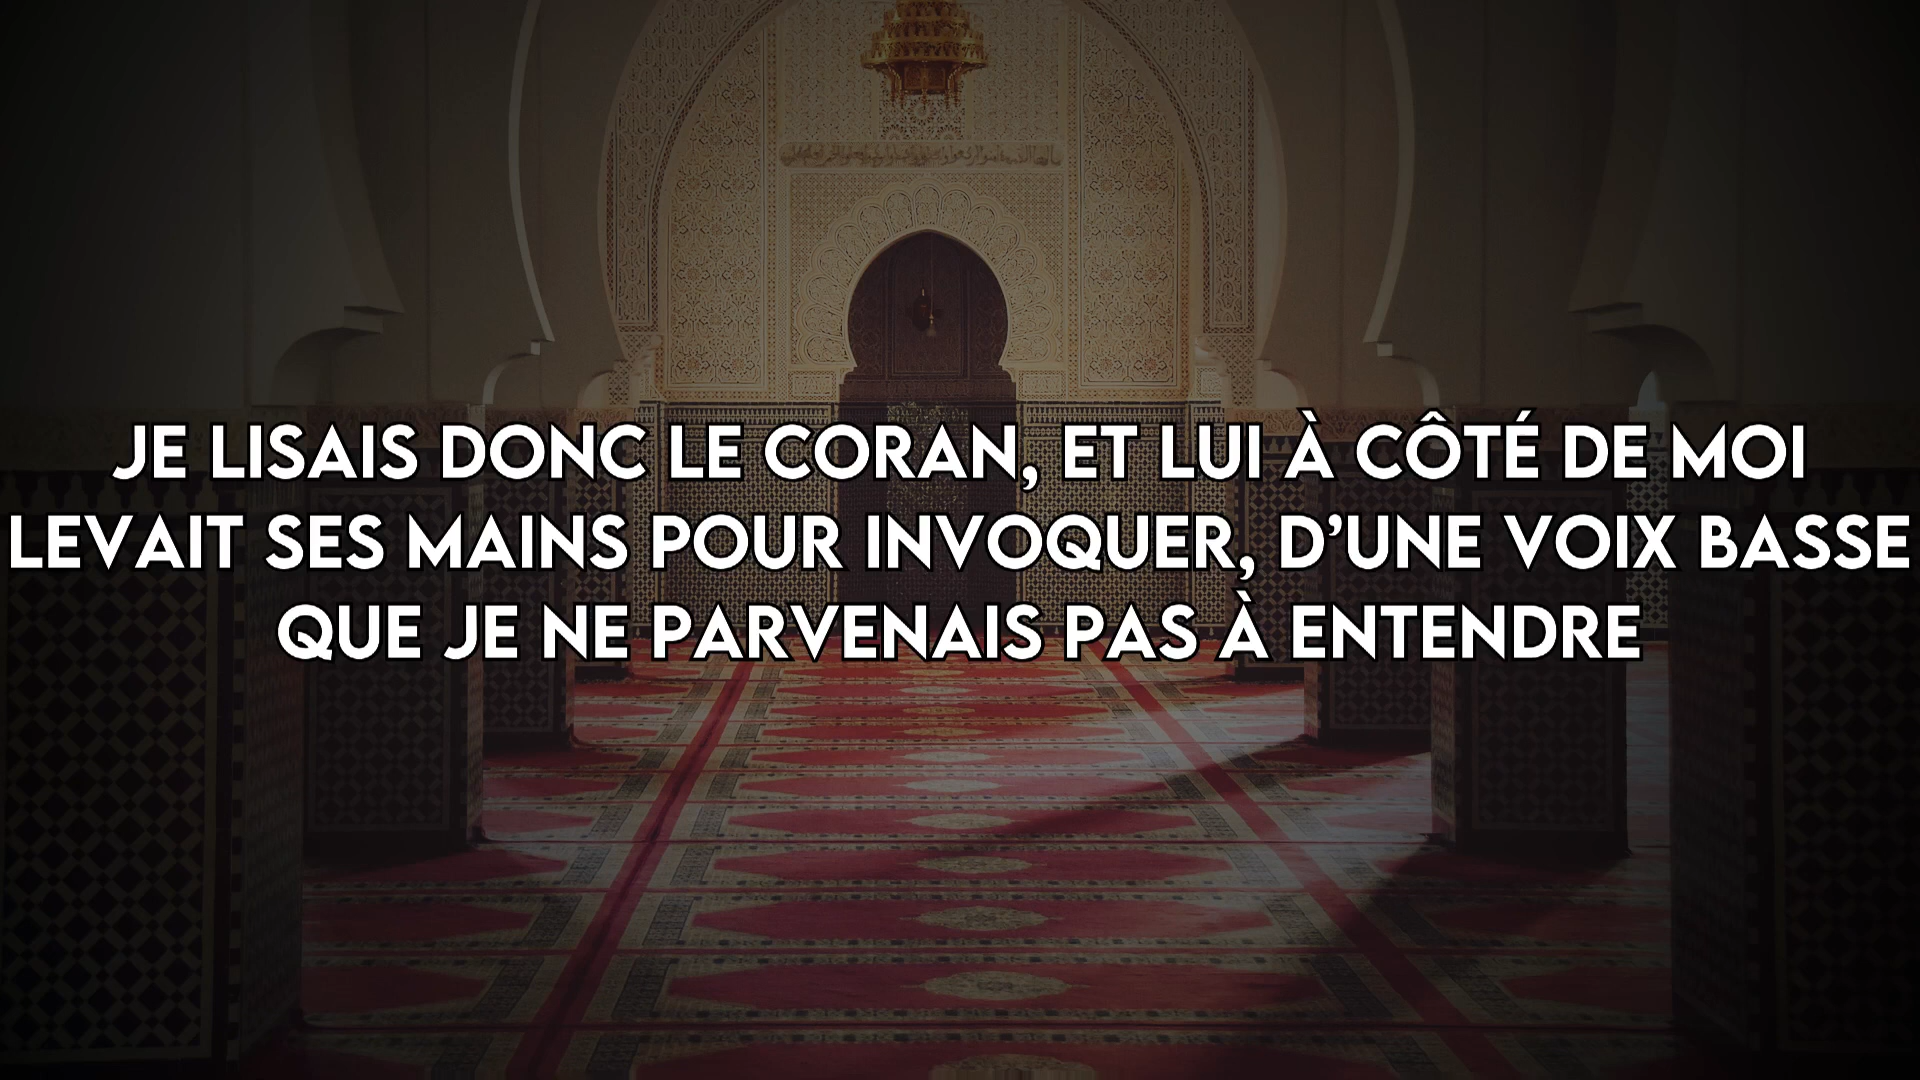 JE LISAIS DONC LE CORAN, ET LUI À CÔTÉ DE MOI
LEVAIT SES MAINS POUR INVOQUER, D’UNE VOIX BASSE
QUE JE NE PARVENAIS PAS À ENTENDRE